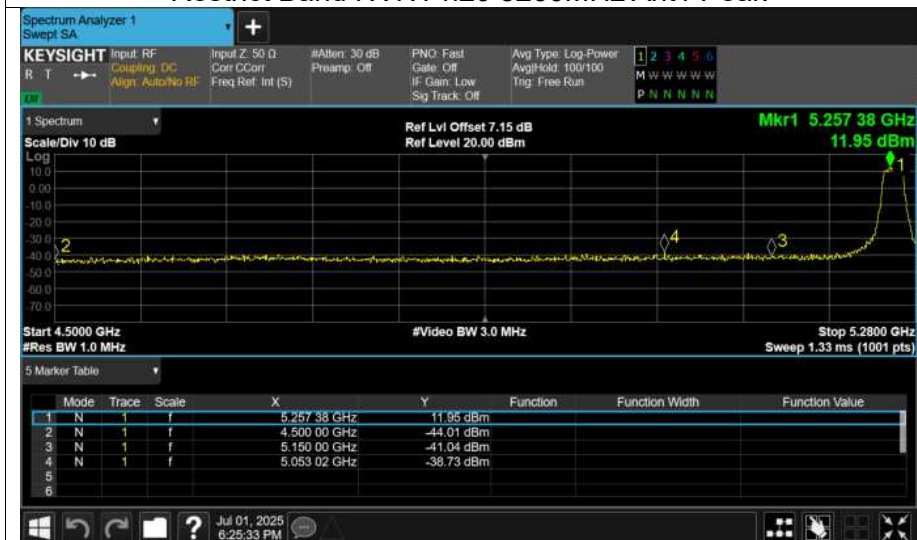 Spectrum Analyzer 1
Swept SA
+
KEYSIGHT Input: RF Input Z: 50 Ω #Atten: 30 dB PNO: Fast Avg Type: Log-Power 1 2 3 4 5 6
R T Coupling: DC Corr CCorr Preamp: Off Gate: Off Avg|Hold: 100/100 M W W W W W
Align: Auto/No RF Freq Ref: Int (S) IF Gain: Low Trig: Free Run P N N N N N
Sig Track: Off
1 Spectrum Ref Lvl Offset 7.15 dB Mkr1 5.257 38 GHz
Scale/Div 10 dB Ref Level 20.00 dBm 11.95 dBm
Log
10.0 1
0.00
-10.0
-20.0
-30.0 2 4 3
-40.0
-50.0
-60.0
-70.0
Start 4.5000 GHz #Video BW 3.0 MHz Stop 5.2800 GHz
#Res BW 1.0 MHz Sweep 1.33 ms (1001 pts)
5 Marker Table
Mode Trace Scale X Y Function Function Width Function Value
1 N 1 f 5.257 38 GHz 11.95 dBm
2 N 1 f 4.500 00 GHz -44.01 dBm
3 N 1 f 5.150 00 GHz -41.04 dBm
4 N 1 f 5.053 02 GHz -38.73 dBm
5
6
? Jul 01, 2025
6:25:33 PM